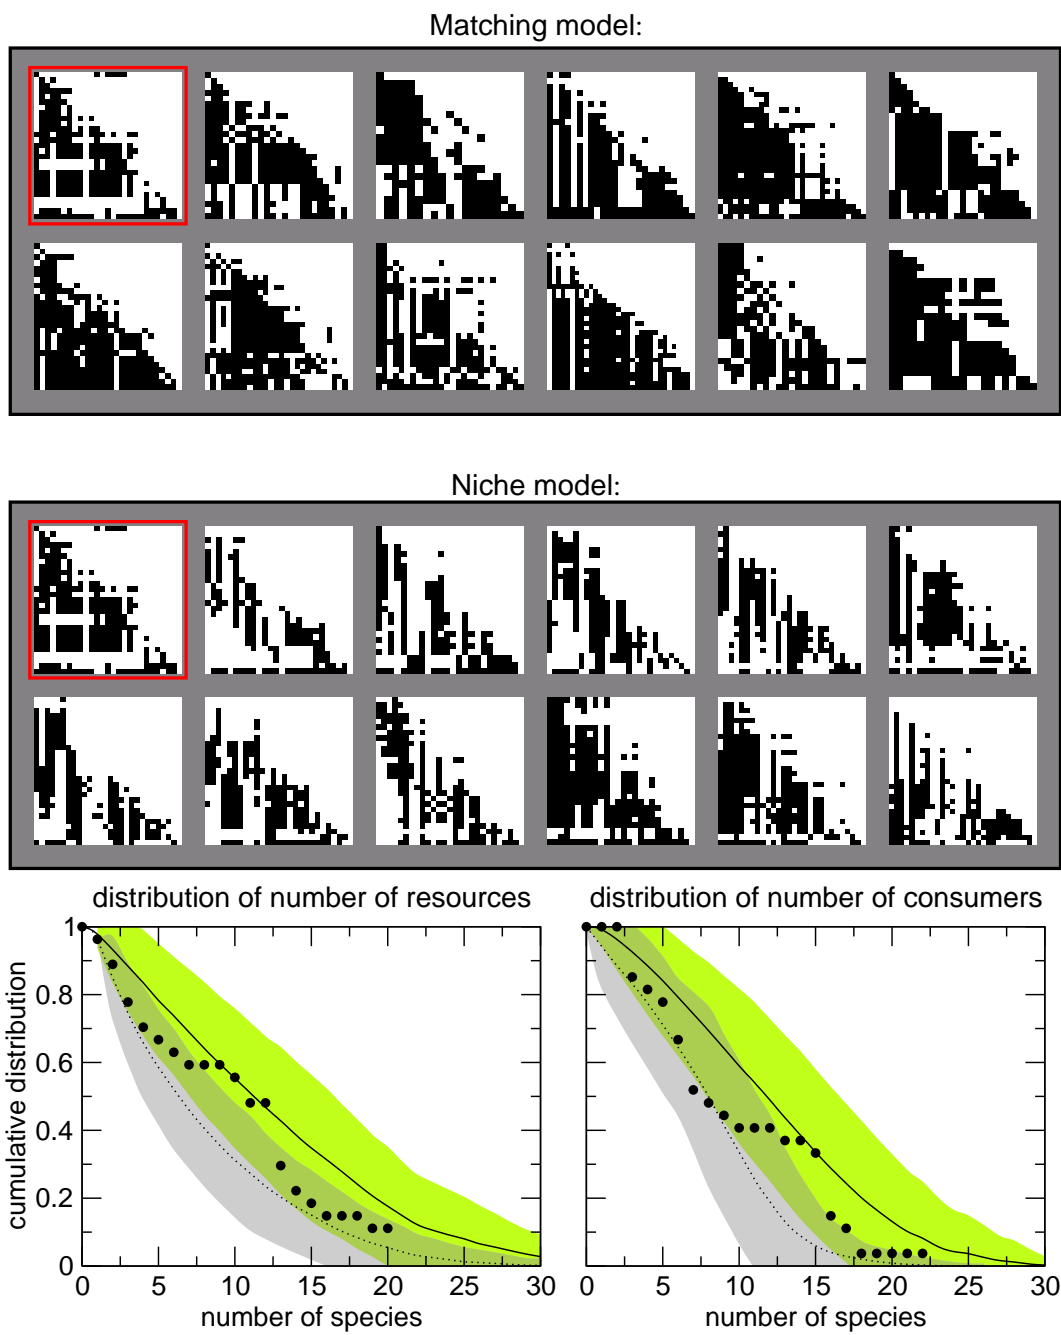 Matching model:
Niche model:
distribution of number of resources
distribution of number of consumers
cumulative distribution
1
0.8
0.6
0.4
0.2
0
0 5 10 15 20 25 30
0 5 10 15 20 25 30
number of species
number of species